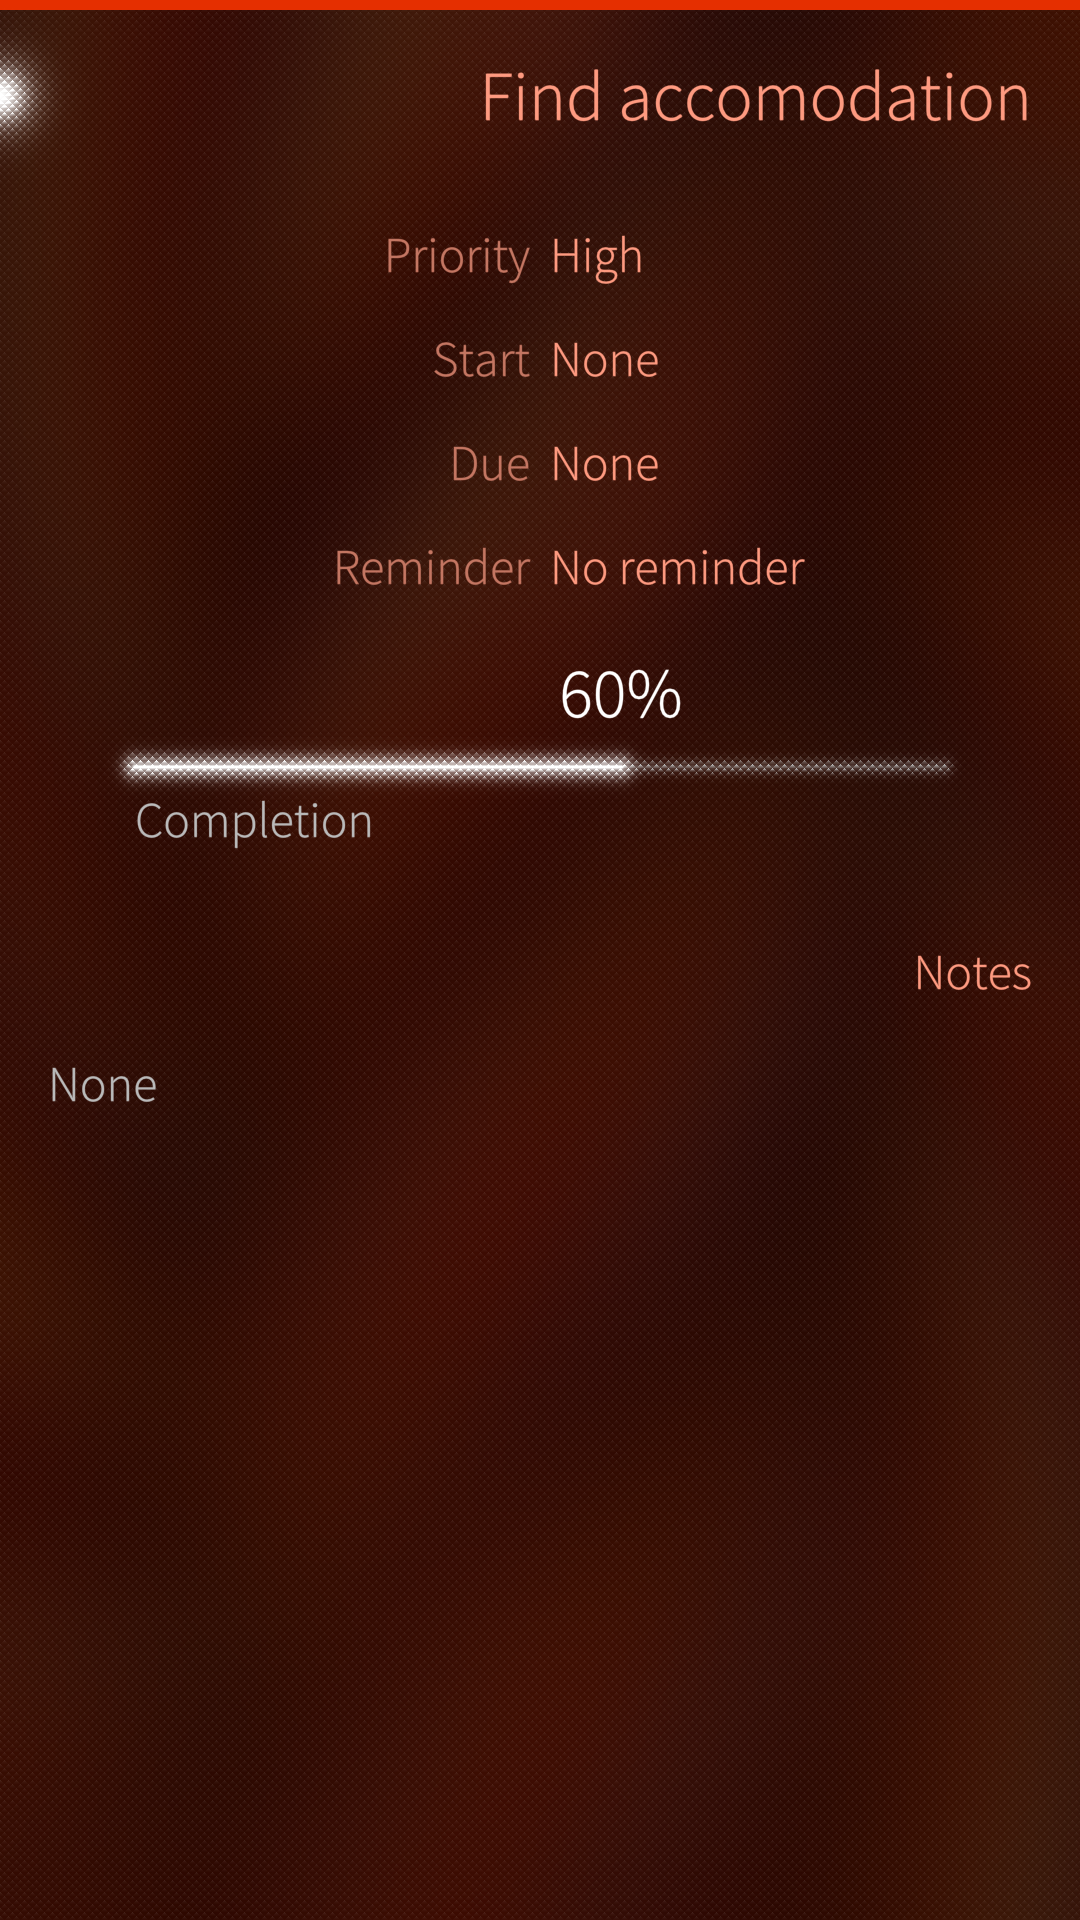 Find accomodation
Priority High
Start None
Due None
Reminder No reminder
60%
Completion
Notes
None